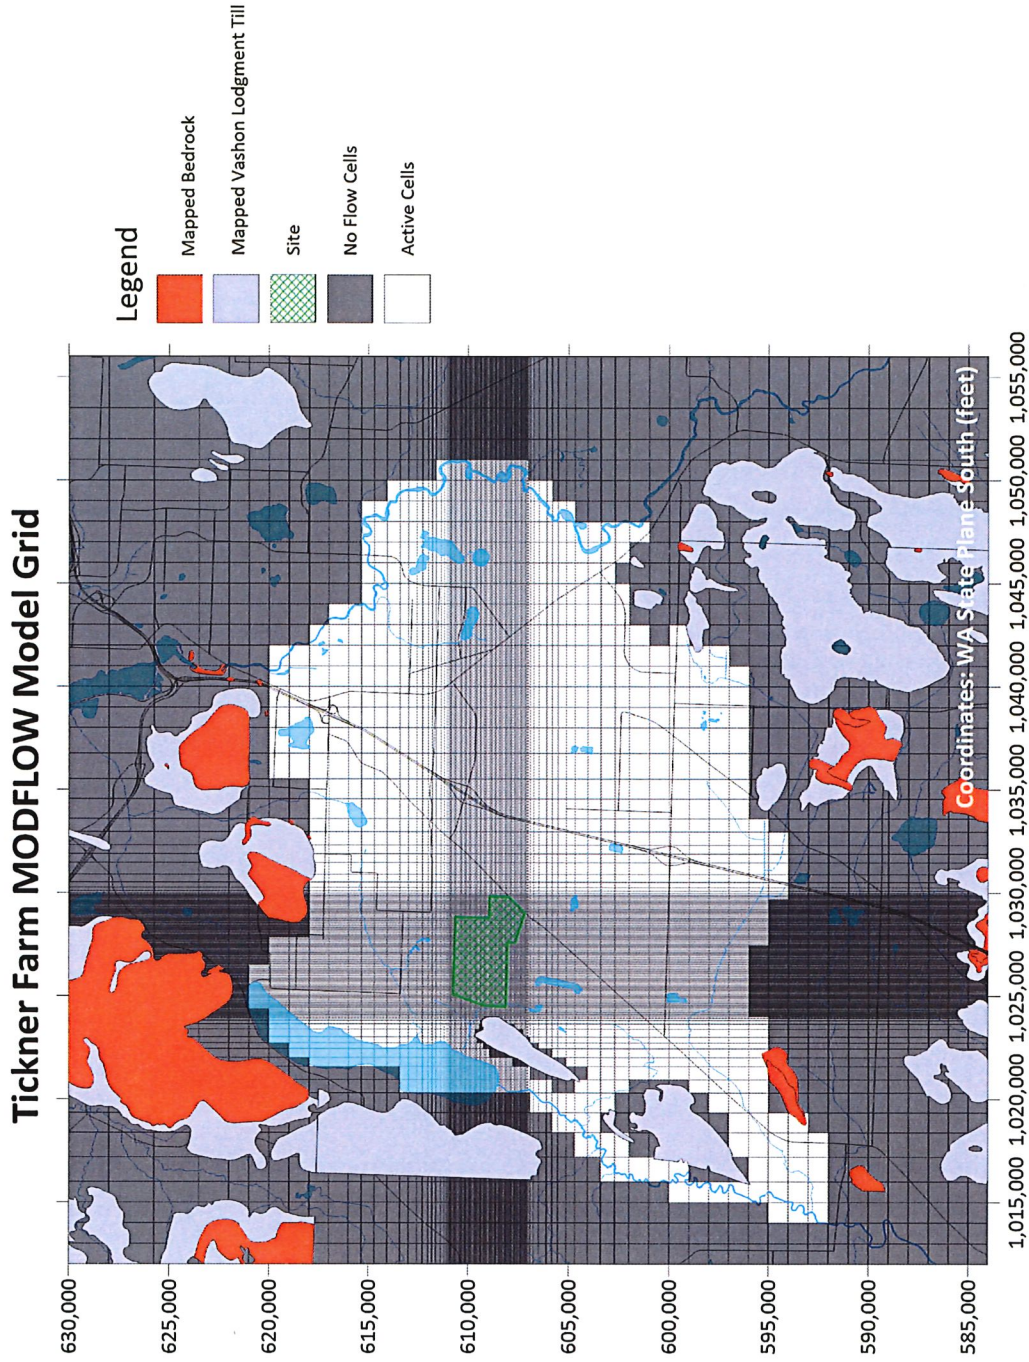 Tickner Farm MODFLOW Model Grid
Legend
Mapped Bedrock
Mapped Vashon Lodgment Till
Site
No Flow Cells
Active Cells
630,000
625,000
620,000
615,000
610,000
605,000
600,000
595,000
590,000
585,000
Coordinates: WA State Plane South (feet)
1,015,000
1,020,000
1,025,000
1,030,000
1,035,000
1,040,000
1,045,000
1,050,000
1,055,000